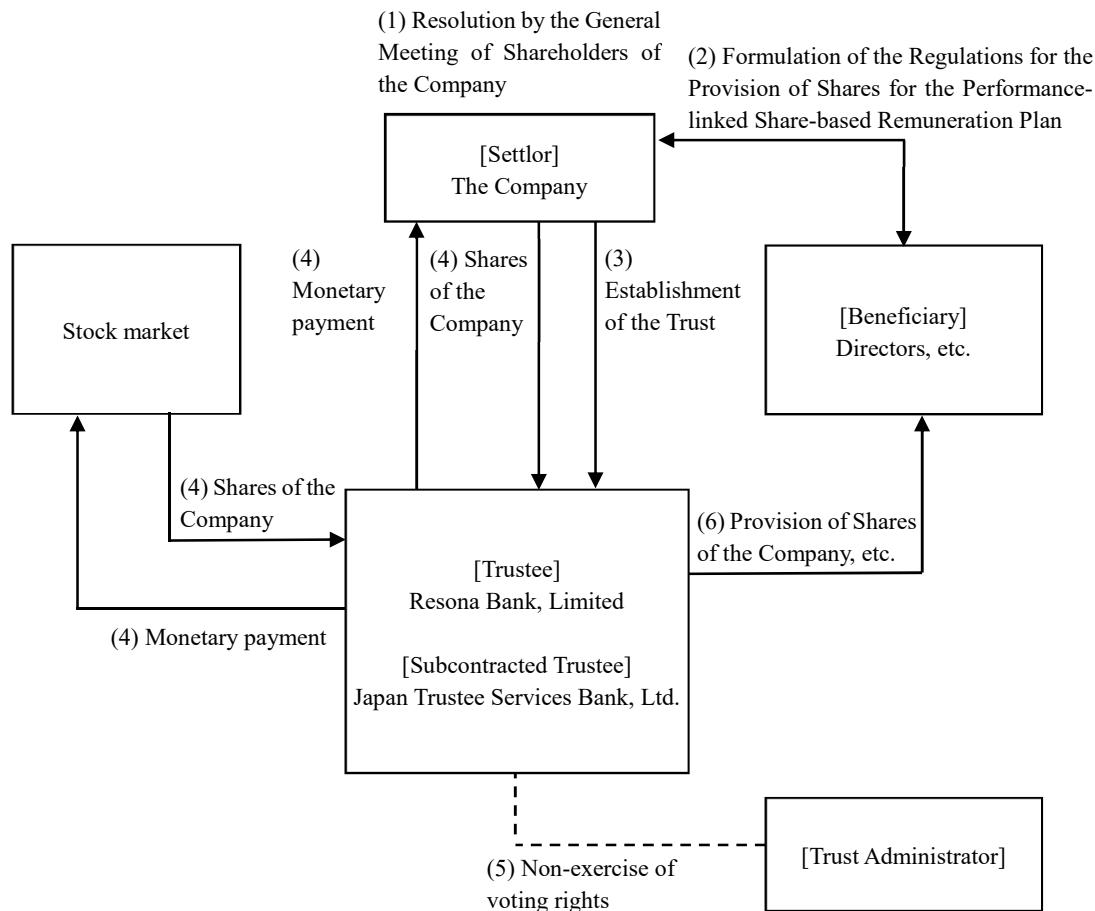 (1) Resolution by the General
Meeting of Shareholders of
the Company
(2) Formulation of the Regulations for the
Provision of Shares for the Performance-
linked Share-based Remuneration Plan
[Settlor]
The Company
(4)
Monetary
payment
(4) Shares
of the
Company
(3)
Establishment
of the Trust
Stock market
[Beneficiary]
Directors, etc.
(4) Shares of the
Company
(6) Provision of Shares
of the Company, etc.
[Trustee]
Resona Bank, Limited
(4) Monetary payment
[Subcontracted Trustee]
Japan Trustee Services Bank, Ltd.
(5) Non-exercise of
voting rights
[Trust Administrator]